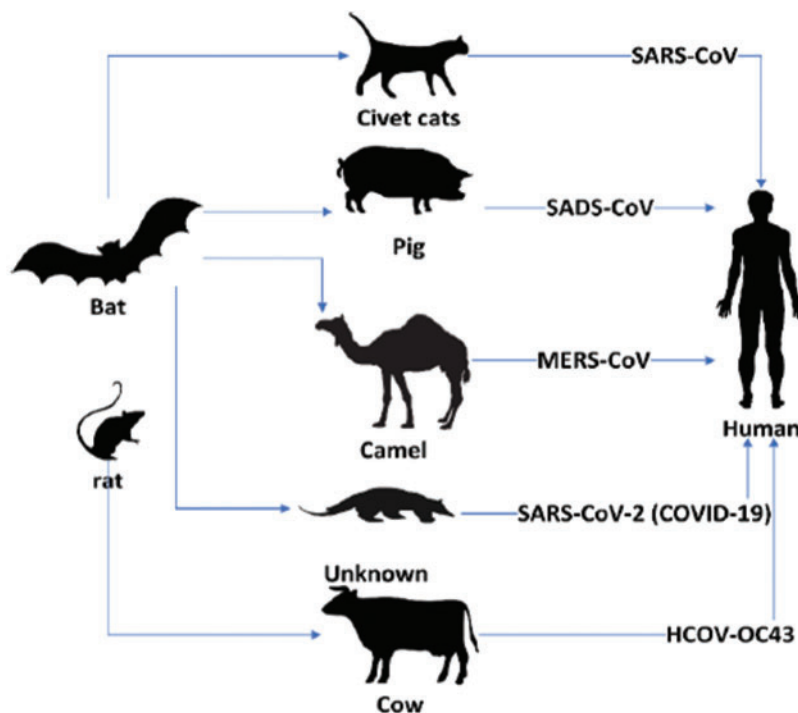 SARS-CoV
Civet cats
SADS-CoV
Pig
Bat
MERS-CoV
Human
Camel
rat
SARS-CoV-2 (COVID-19)
Unknown
HCOV-OC43
Cow